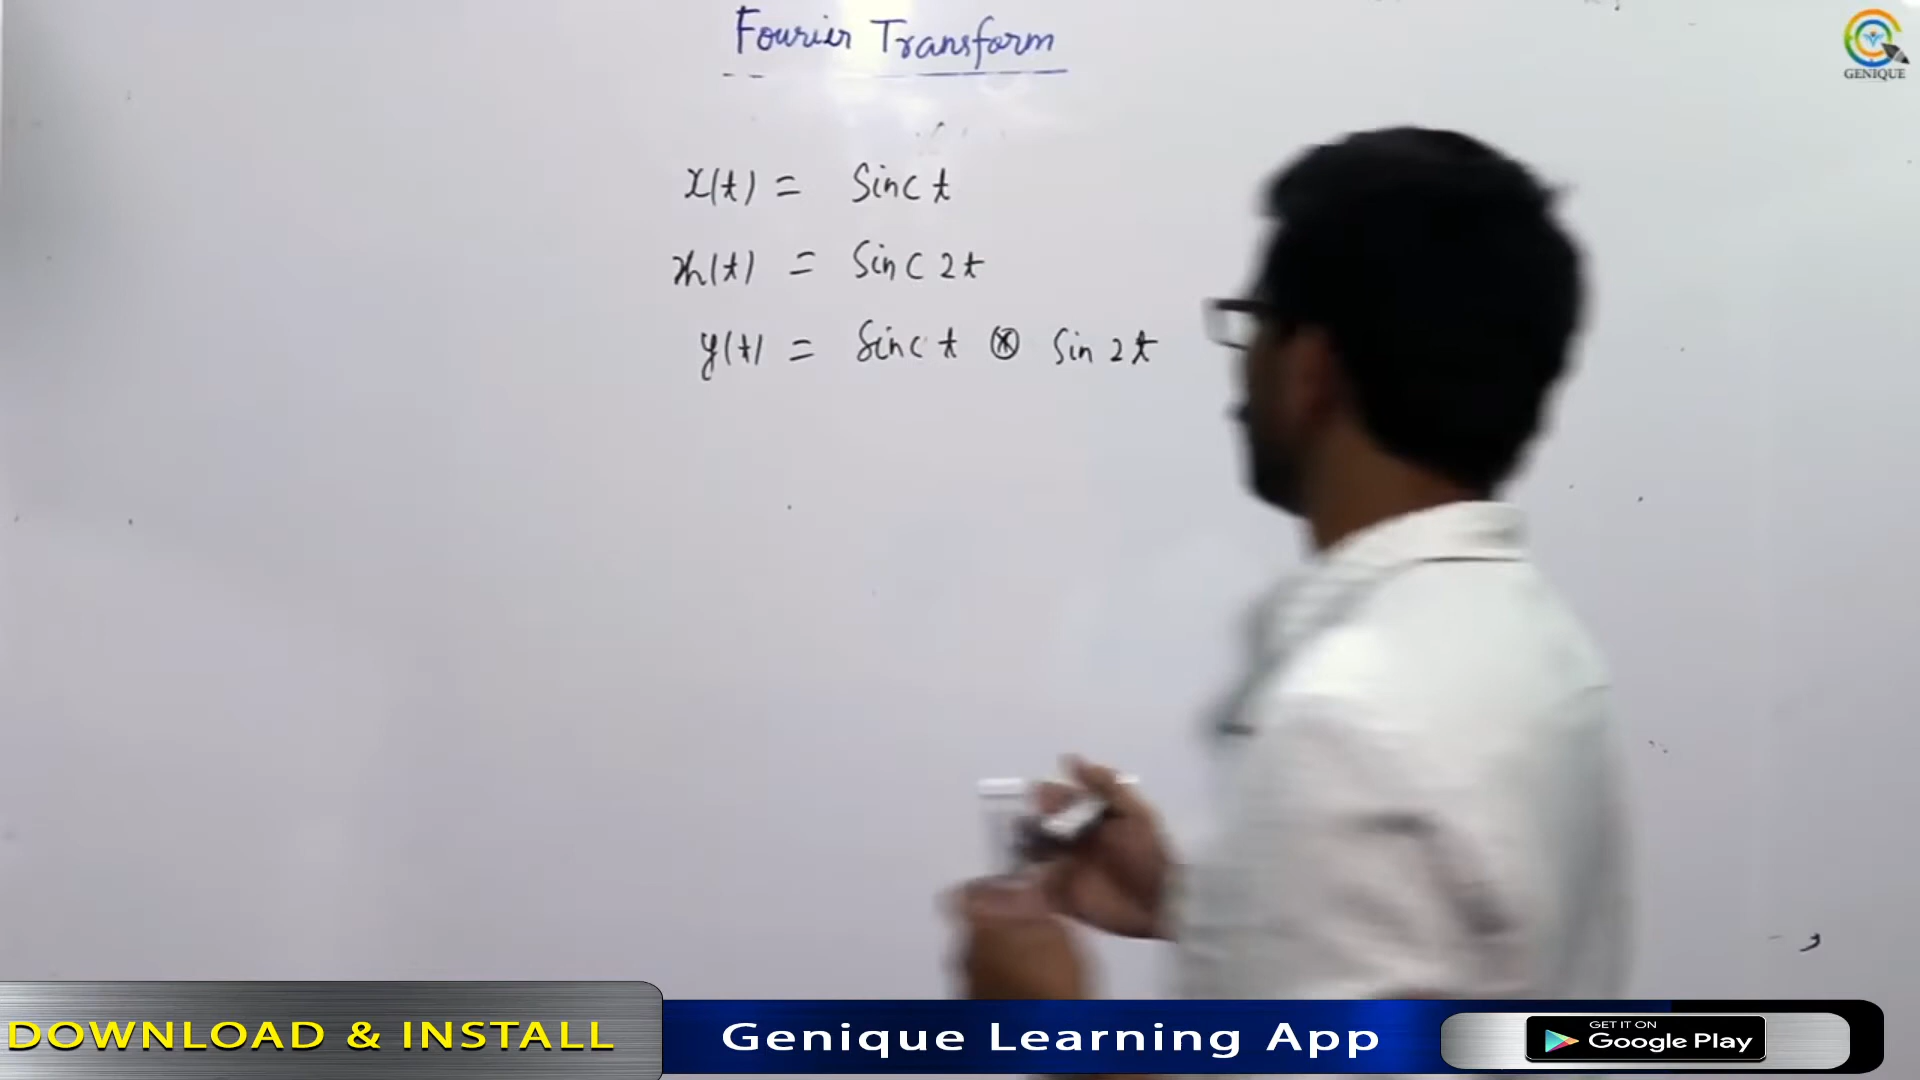 Fourier Transform
GENIQUE
x(t) = Sinc t
h(t) = Sinc 2t
y(t) = Sinc t ⊛ Sin 2t
DOWNLOAD & INSTALL
Genique Learning App
GET IT ON
Google Play